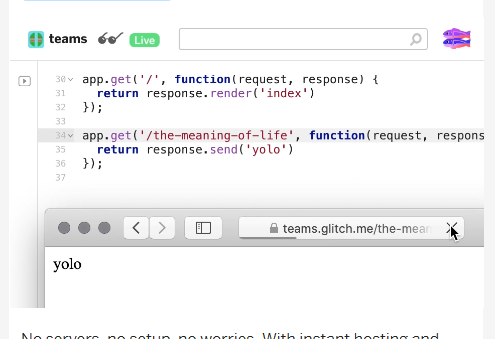 teams Live
30 app.get('/', function(request, response) {
31 return response.render('index')
32 });
33
34 app.get('/the-meaning-of-life', function(request, respons
35 return response.send('yolo')
36 });
37
teams.glitch.me/the-mean
yolo
No servers, no setup, no worries. With instant hosting and